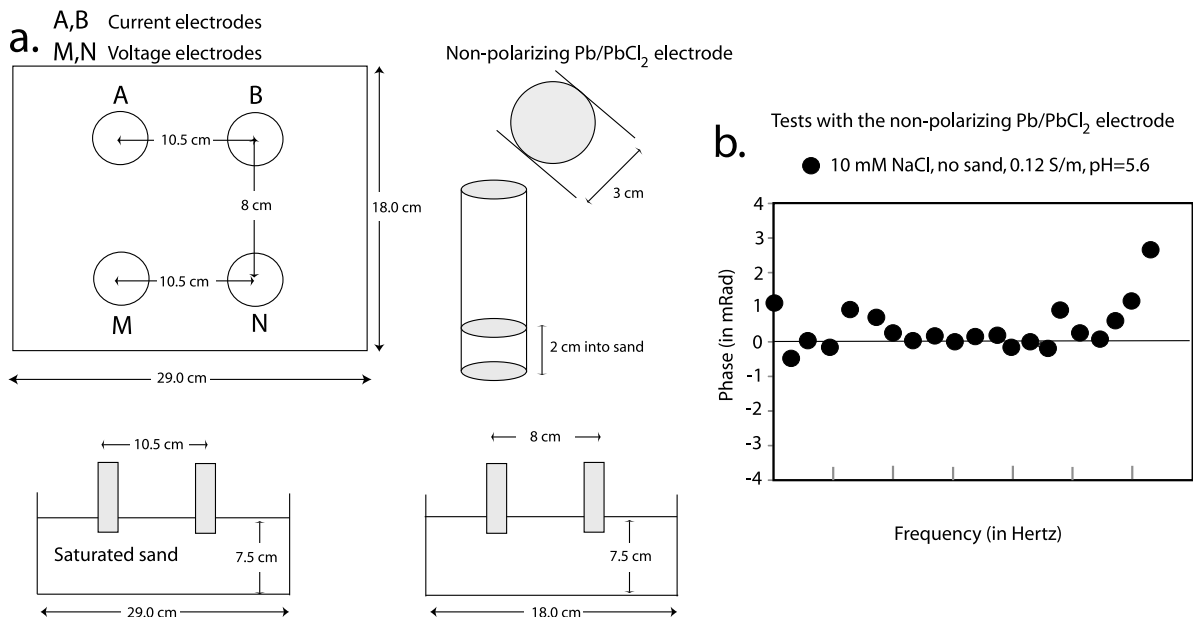 a.
A,B Current electrodes
M,N Voltage electrodes
A B
10.5 cm
8 cm
18.0 cm
10.5 cm
M N
29.0 cm
Non-polarizing Pb/PbCl2 electrode
3 cm
2 cm into sand
10.5 cm
Saturated sand
7.5 cm
29.0 cm
8 cm
7.5 cm
18.0 cm
b.
Tests with the non-polarizing Pb/PbCl2 electrode
10 mM NaCl, no sand, 0.12 S/m, pH=5.6
Phase (in mRad)
4
3
2
1
0
-1
-2
-3
-4
Frequency (in Hertz)